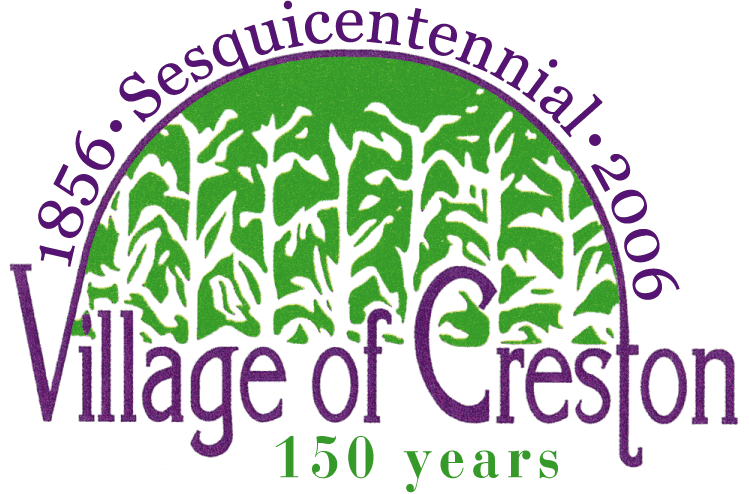 1856 • Sesquicentennial • 2006
Village of Creston
150 years